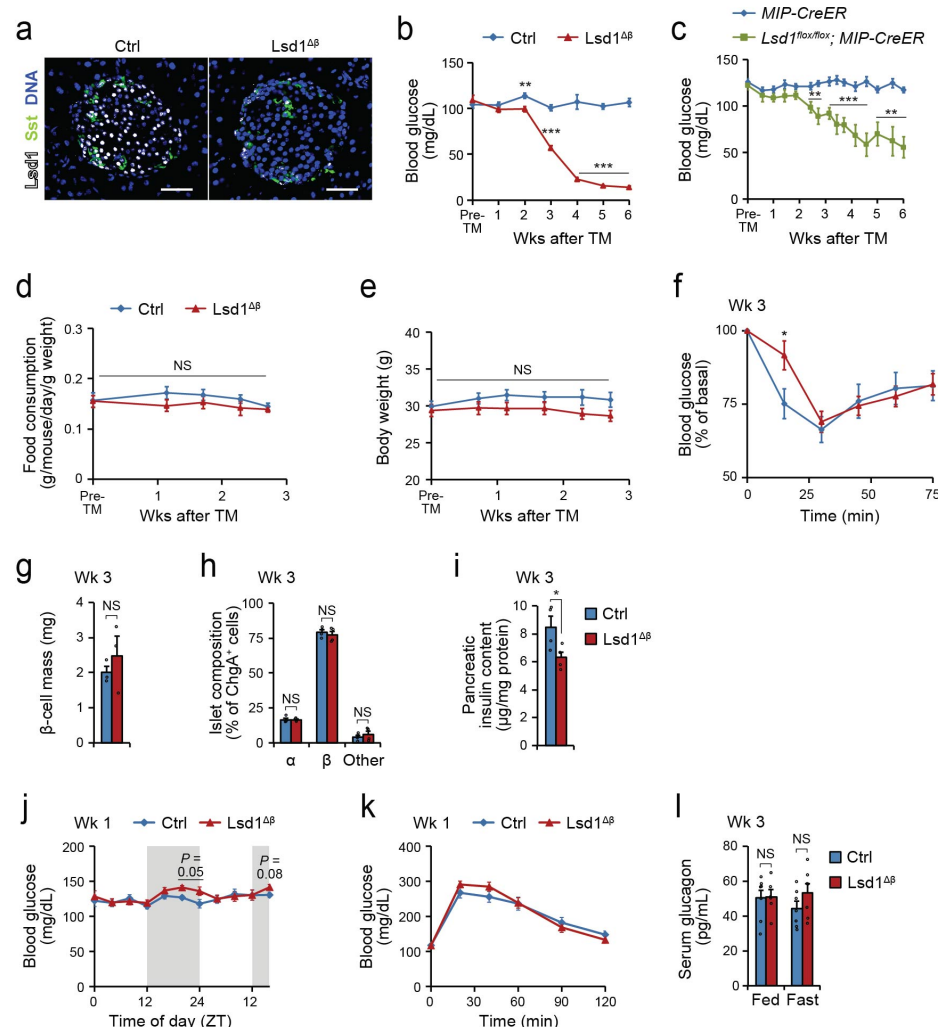 a
Ctrl
Lsd1Δβ
Lsd1 Sst DNA
b
Ctrl
Lsd1Δβ
Blood glucose
(mg/dL)
150
100
50
0
**
***
***
Pre-
TM
1
2
3
4
5
6
Wks after TM
c
MIP-CreER
Lsd1flox/flox; MIP-CreER
Blood glucose
(mg/dL)
150
100
50
0
**
***
**
Pre-
TM
1
2
3
4
5
6
Wks after TM
d
Ctrl
Lsd1Δβ
Food consumption
(g/mouse/day/g weight)
0.3
0.2
0.1
0
NS
Pre-
TM
1
2
3
Wks after TM
e
Body weight (g)
40
35
30
25
20
NS
Pre-
TM
1
2
3
Wks after TM
f
Wk 3
Blood glucose
(% of basal)
100
75
50
*
0
25
50
75
Time (min)
g
Wk 3
β-cell mass (mg)
4
3
2
1
0
NS
h
Wk 3
Islet composition
(% of ChgA+ cells)
100
75
50
25
0
NS
NS
NS
α
β
Other
i
Wk 3
Pancreatic
insulin content
(μg/mg protein)
10
8
6
4
2
0
*
Ctrl
Lsd1Δβ
j
Wk 1
Ctrl
Lsd1Δβ
Blood glucose
(mg/dL)
200
150
100
50
0
P =
0.05
P =
0.08
0
12
24
12
Time of day (ZT)
k
Wk 1
Ctrl
Lsd1Δβ
Blood glucose
(mg/dL)
400
300
200
100
0
0
30
60
90
120
Time (min)
l
Wk 3
Serum glucagon
(pg/mL)
80
60
40
20
0
NS
NS
Ctrl
Lsd1Δβ
Fed
Fast